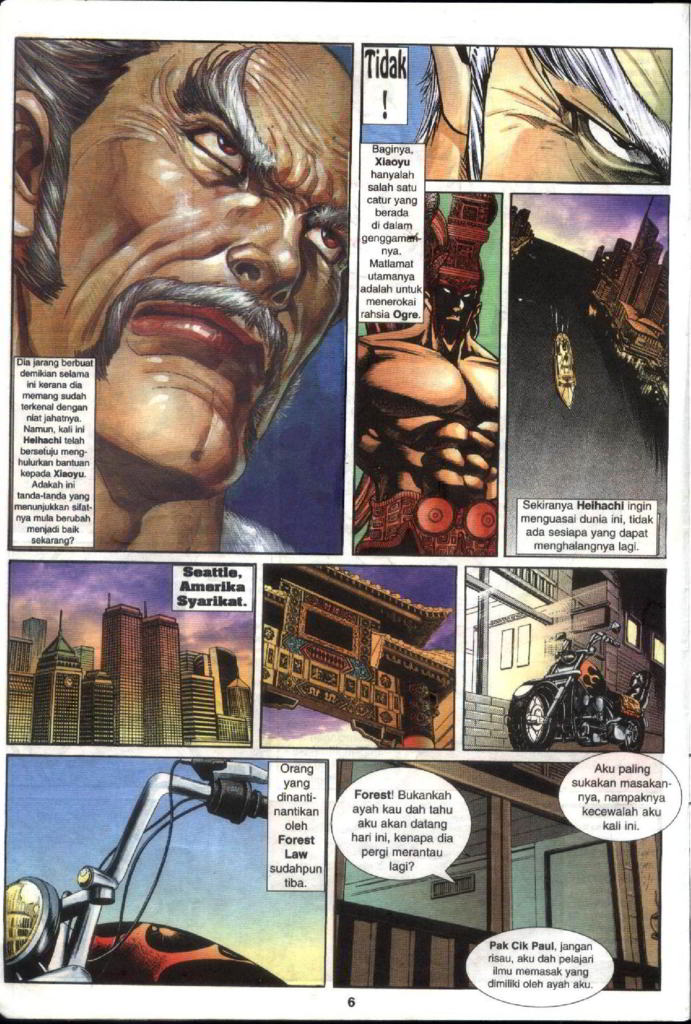 Dia jarang berbuat
demikian selama
ini kerana dia
memang sudah
terkenal dengan
niat jahatnya.
Namun, kali ini
Heihachi telah
bersetuju meng-
hulurkan bantuan
kepada Xiaoyu.
Adakah ini
tanda-tanda yang
menunjukkan sifat-
nya mula berubah
menjadi baik
sekarang?
Tidak
!
Baginya,
Xiaoyu
hanyalah
salah satu
catur yang
berada
di dalam
genggaman-
nya.
Matlamat
utamanya
adalah untuk
menerokai
rahsia Ogre.
Sekiranya Heihachi ingin
menguasai dunia ini, tidak
ada sesiapa yang dapat
menghalangnya lagi.
Seattle,
Amerika
Syarikat.
Orang
yang
dinanti-
nantikan
oleh
Forest
Law
sudahpun
tiba.
Forest! Bukankah
ayah kau dah tahu
aku akan datang
hari ini, kenapa dia
pergi merantau
lagi?
Aku paling
sukakan masakan-
nya, nampaknya
kecewalah aku
kali ini.
Pak Cik Paul, jangan
risau, aku dah pelajari
ilmu memasak yang
dimiliki oleh ayah aku.
6